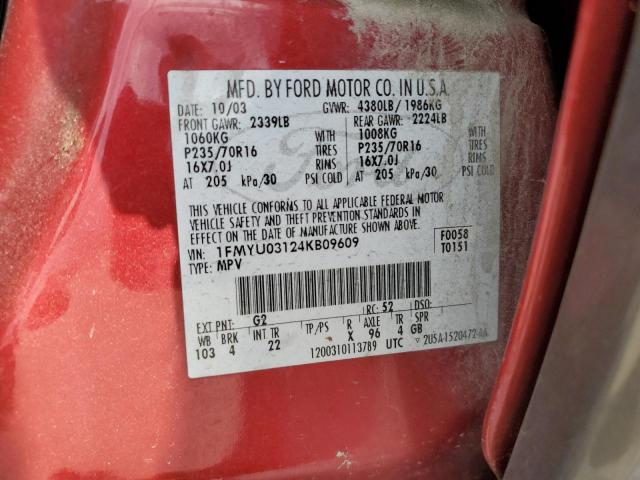 MFD. BY FORD MOTOR CO. IN U.S.A.
DATE: 10/03 GVWR: 4380LB/ 1986KG
FRONT GAWR: 2339LB REAR GAWR: 2224LB
1060KG WITH 1008KG WITH
P235/70R16 TIRES P235/70R16 TIRES
16X7.0J RIMS 16X7.0J RIMS
AT 205 kPa/30 PSI COLD AT 205 kPa/30 PSI COLD
Ford
THIS VEHICLE CONFORMS TO ALL APPLICABLE FEDERAL MOTOR
VEHICLE SAFETY AND THEFT PREVENTION STANDARDS IN
EFFECT ON THE DATE OF MANUFACTURE SHOWN ABOVE.
VIN: 1FMYU03124KB09609 F0058
TYPE: MPV T0151
EXT PNT: G2 RC: 52 DSO:
WB BRK INT TR TP/PS R AXLE TR SPR
103 4 22 X 96 4 GB
1200310113789 UTC 2U5A-1520472-AA